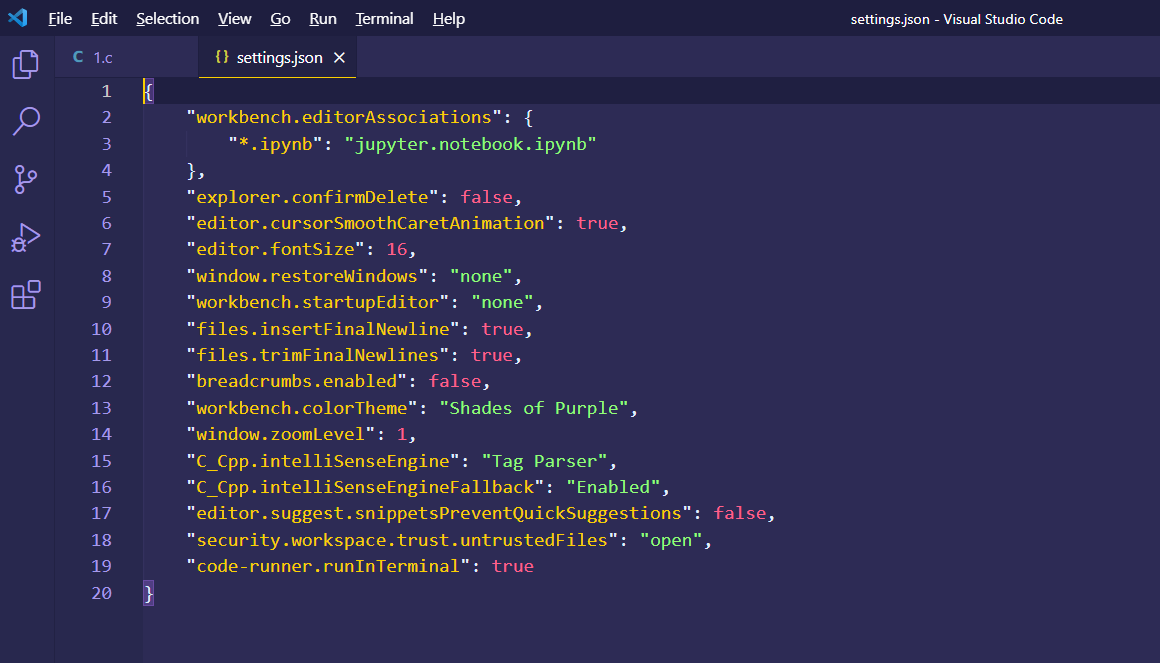 File Edit Selection View Go Run Terminal Help settings.json - Visual Studio Code
C 1.c {} settings.json ×
1 {
2 "workbench.editorAssociations": {
3 "*.ipynb": "jupyter.notebook.ipynb"
4 },
5 "explorer.confirmDelete": false,
6 "editor.cursorSmoothCaretAnimation": true,
7 "editor.fontSize": 16,
8 "window.restoreWindows": "none",
9 "workbench.startupEditor": "none",
10 "files.insertFinalNewline": true,
11 "files.trimFinalNewlines": true,
12 "breadcrumbs.enabled": false,
13 "workbench.colorTheme": "Shades of Purple",
14 "window.zoomLevel": 1,
15 "C_Cpp.intelliSenseEngine": "Tag Parser",
16 "C_Cpp.intelliSenseEngineFallback": "Enabled",
17 "editor.suggest.snippetsPreventQuickSuggestions": false,
18 "security.workspace.trust.untrustedFiles": "open",
19 "code-runner.runInTerminal": true
20 }